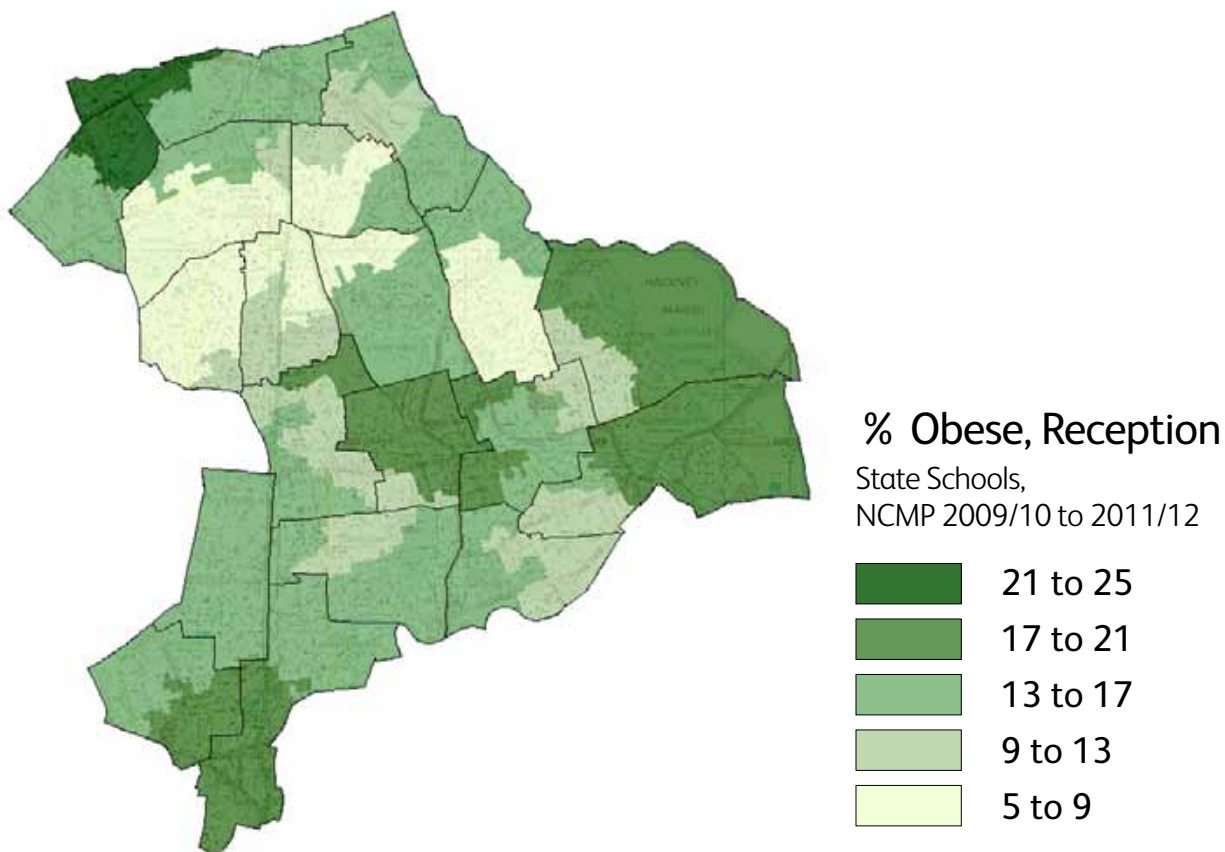 HACKNEY
% Obese, Reception
State Schools,
NCMP 2009/10 to 2011/12
21 to 25
17 to 21
13 to 17
9 to 13
5 to 9